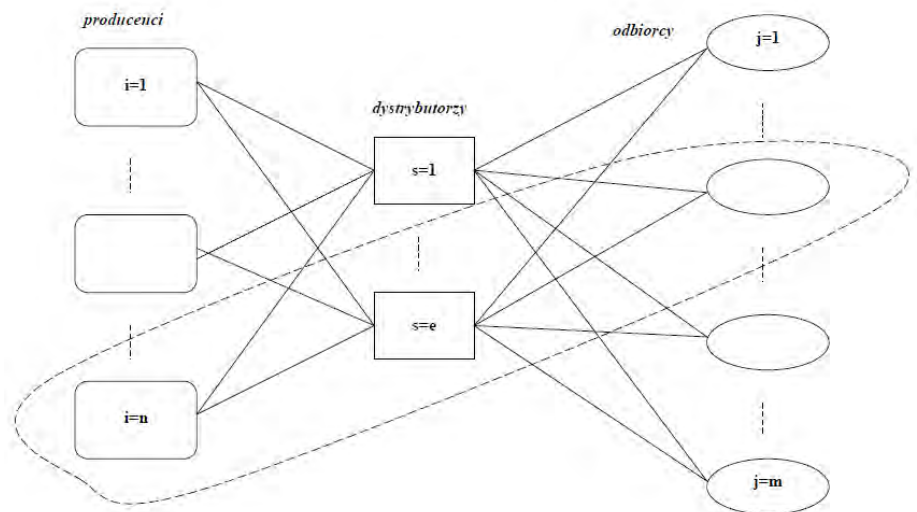 producenci
i=1
i=n
dystrybutorzy
s=1
s=e
odbiorcy
j=1
j=m